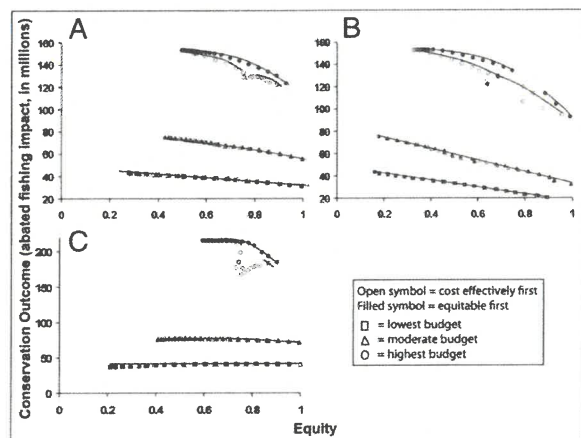 Conservation Outcome (abated fishing impact, in millions)
A
160
140
120
100
80
60
40
20
0 0.2 0.4 0.6 0.8 1
B
160
140
120
100
80
60
40
20
0 0.2 0.4 0.6 0.8 1
C
200
150
100
50
0
0 0.2 0.4 0.6 0.8 1
Equity
Open symbol = cost effectively first
Filled symbol = equitable first
= lowest budget
= moderate budget
= highest budget